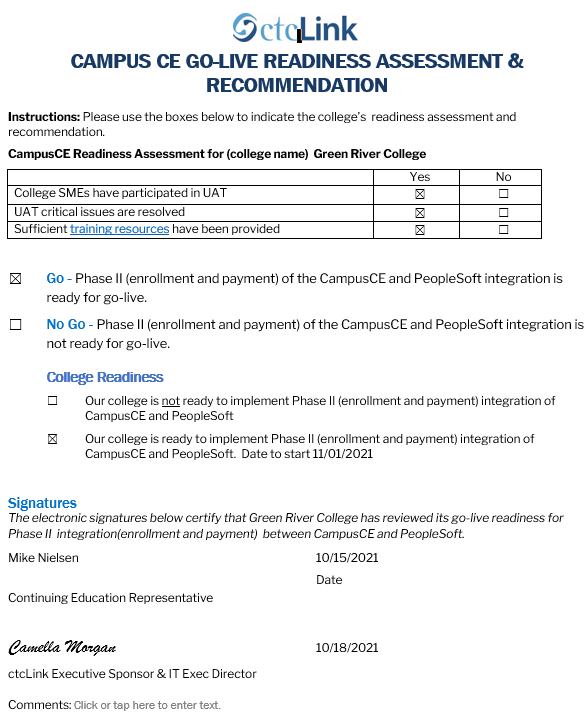 ctcLink
CAMPUS CE GO-LIVE READINESS ASSESSMENT &
RECOMMENDATION
Instructions: Please use the boxes below to indicate the college's readiness assessment and
recommendation.
CampusCE Readiness Assessment for (college name) Green River College
Yes No
College SMEs have participated in UAT ☒ ☐
UAT critical issues are resolved ☒ ☐
Sufficient training resources have been provided ☒ ☐
☒ Go - Phase II (enrollment and payment) of the CampusCE and PeopleSoft integration is
ready for go-live.
☐ No Go - Phase II (enrollment and payment) of the CampusCE and PeopleSoft integration is
not ready for go-live.
College Readiness
☐ Our college is not ready to implement Phase II (enrollment and payment) integration of
CampusCE and PeopleSoft
☒ Our college is ready to implement Phase II (enrollment and payment) integration of
CampusCE and PeopleSoft. Date to start 11/01/2021
Signatures
The electronic signatures below certify that Green River College has reviewed its go-live readiness for
Phase II integration(enrollment and payment) between CampusCE and PeopleSoft.
Mike Nielsen 10/15/2021
Date
Continuing Education Representative
Camella Morgan 10/18/2021
ctcLink Executive Sponsor & IT Exec Director
Comments: Click or tap here to enter text.